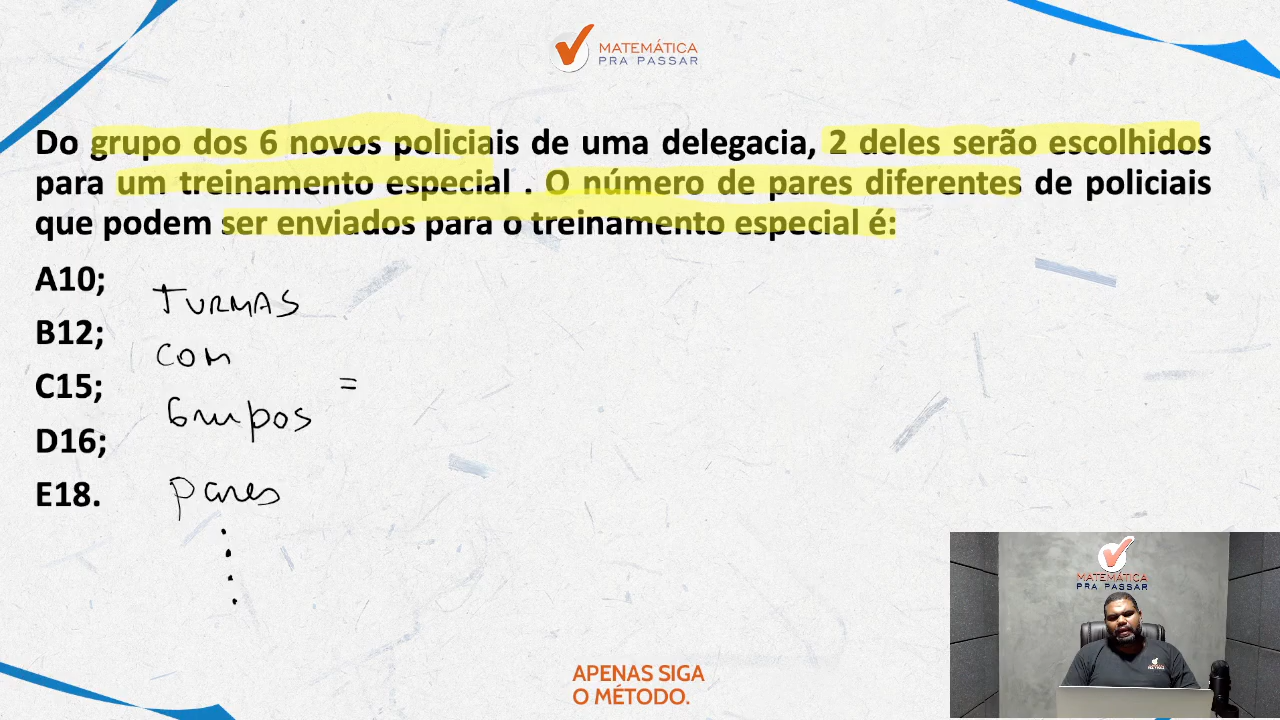 MATEMÁTICA
PRA PASSAR
Do grupo dos 6 novos policiais de uma delegacia, 2 deles serão escolhidos
para um treinamento especial . O número de pares diferentes de policiais
que podem ser enviados para o treinamento especial é:
A10;
B12;
C15;
D16;
E18.
TURMAS
COM
=
Grupos
pares
MATEMÁTICA
PRA PASSAR
APENAS SIGA
O MÉTODO.